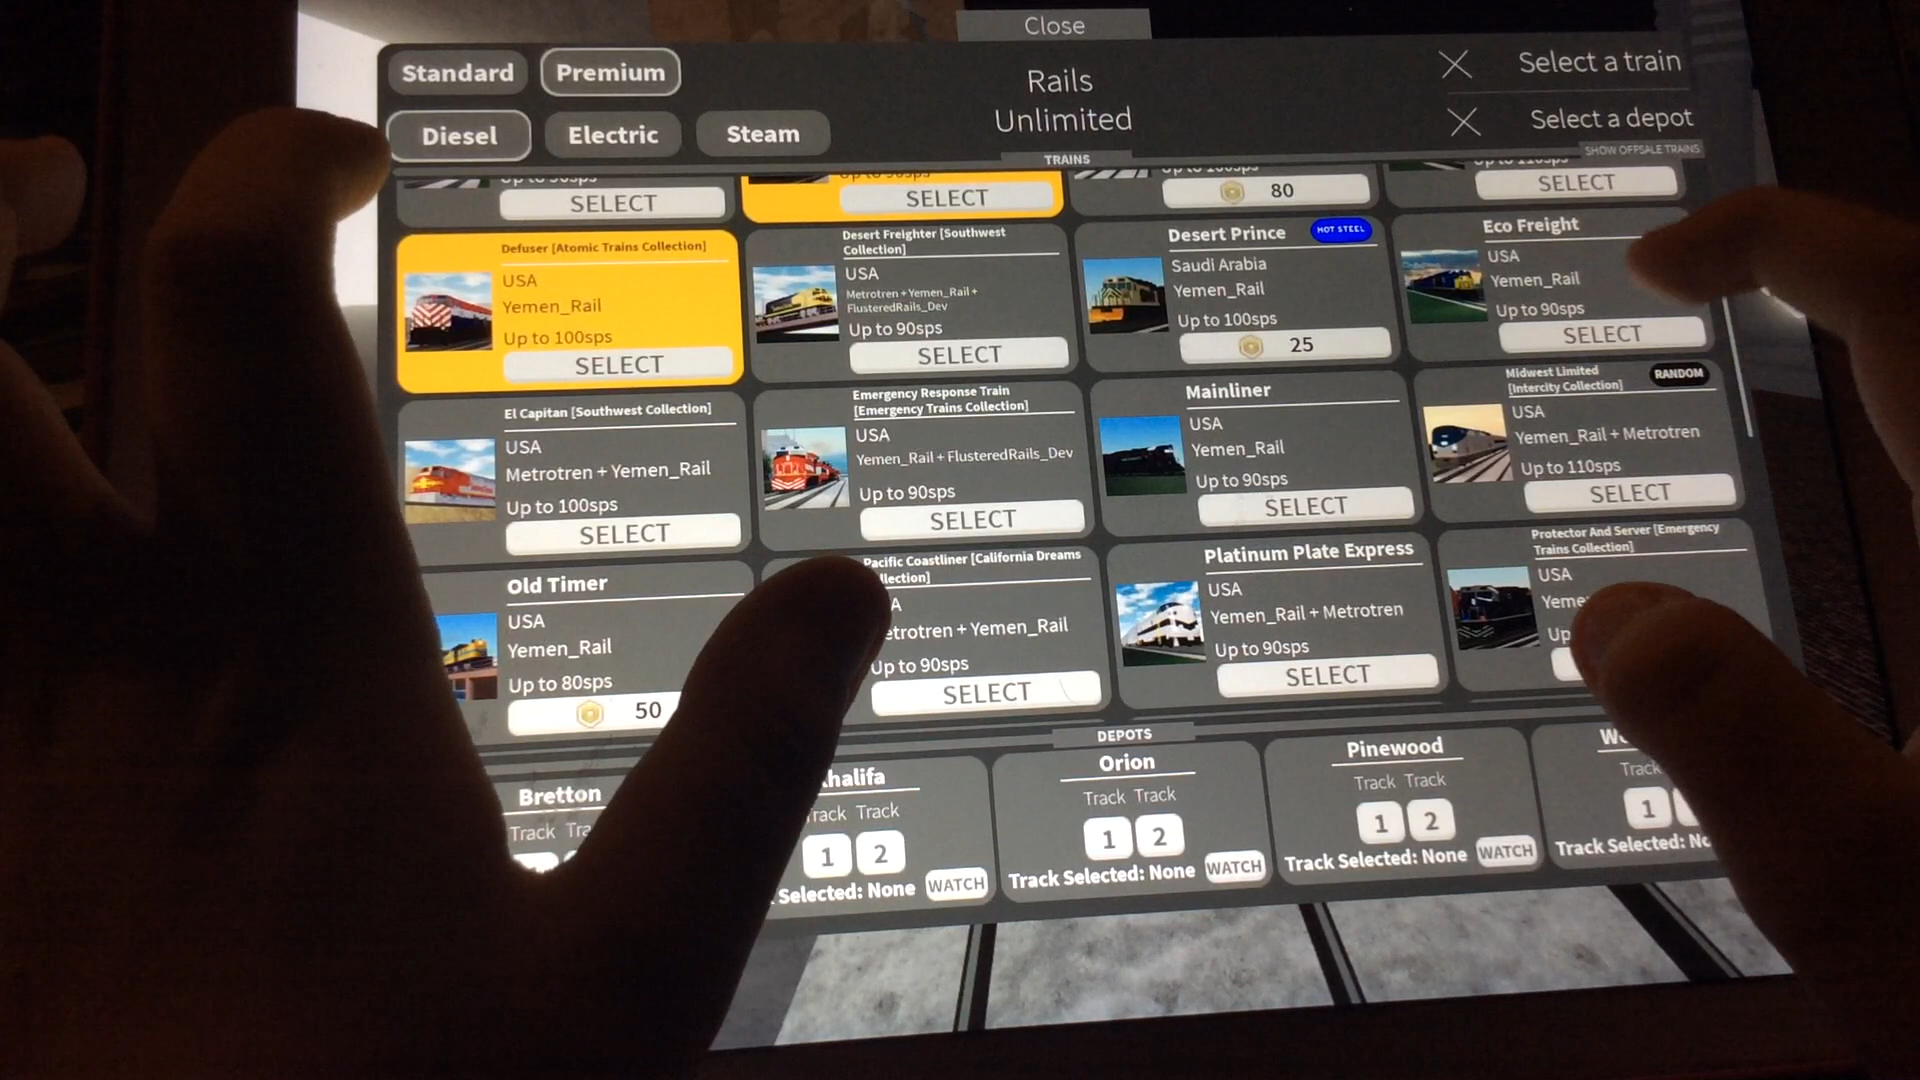 Close
Standard
Premium
Rails
Unlimited
Select a train
Diesel
Electric
Steam
Select a depot
TRAINS
SHOW OFFSALE TRAINS
SELECT
SELECT
80
SELECT
Defuser [Atomic Trains Collection]
USA
Yemen_Rail
Up to 100sps
SELECT
Desert Freighter [Southwest
Collection]
USA
Metrotren + Yemen_Rail +
FlusteredRails_Dev
Up to 90sps
SELECT
Desert Prince
HOT STEEL
Saudi Arabia
Yemen_Rail
Up to 100sps
25
Eco Freight
USA
Yemen_Rail
Up to 90sps
SELECT
El Capitan [Southwest Collection]
USA
Metrotren + Yemen_Rail
Up to 100sps
SELECT
Emergency Response Train
[Emergency Trains Collection]
USA
Yemen_Rail + FlusteredRails_Dev
Up to 90sps
SELECT
Mainliner
USA
Yemen_Rail
Up to 90sps
SELECT
Midwest Limited
[Intercity Collection]
RANDOM
USA
Yemen_Rail + Metrotren
Up to 110sps
SELECT
Old Timer
USA
Yemen_Rail
Up to 80sps
50
Pacific Coastliner [California Dreams
Metrotren + Yemen_Rail
Up to 90sps
SELECT
Platinum Plate Express
USA
Yemen_Rail + Metrotren
Up to 90sps
SELECT
Protector And Server [Emergency
Trains Collection]
USA
DEPOTS
Bretton
Track
Khalifa
Track Track
1 2
Selected: None
WATCH
Orion
Track Track
1 2
Track Selected: None
WATCH
Pinewood
Track Track
1 2
Track Selected: None
WATCH
Track
1
Track Selected: